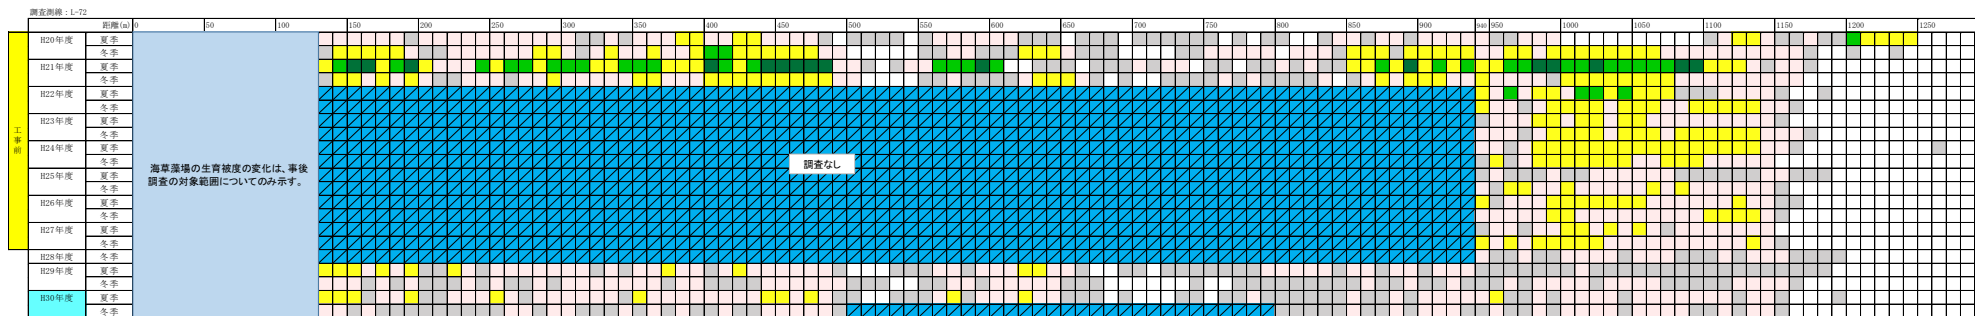 調査測線：L-72
距離(m) 0 50 100 150 200 250 300 350 400 450 500 550 600 650 700 750 800 850 900 940 950 1000 1050 1100 1150 1200 1250
工事前
H20年度 夏季
冬季
H21年度 夏季
冬季
H22年度 夏季
冬季
H23年度 夏季
冬季
H24年度 夏季
冬季
H25年度 夏季
冬季
H26年度 夏季
冬季
H27年度 夏季
冬季
H28年度 冬季
H29年度 夏季
冬季
H30年度 夏季
冬季
海草藻場の生育被度の変化は、事後
調査の対象範囲についてのみ示す。
調査なし